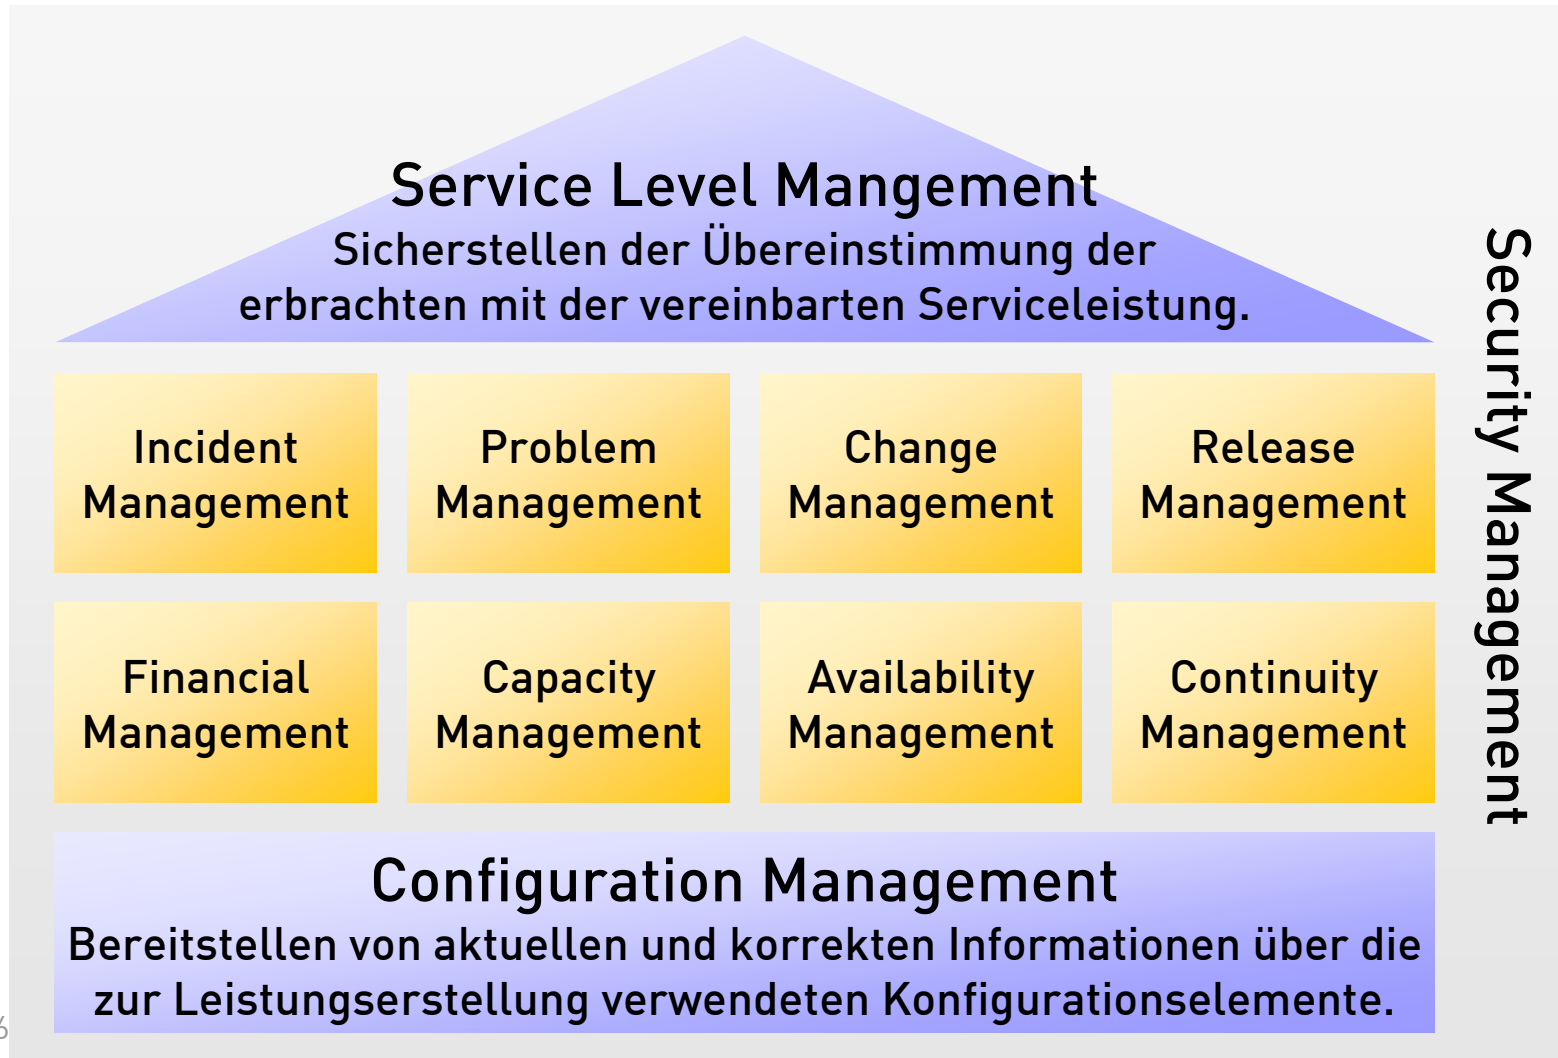 Service Level Mangement
Sicherstellen der Übereinstimmung der
erbrachten mit der vereinbarten Serviceleistung.
Incident
Management
Problem
Management
Change
Management
Release
Management
Financial
Management
Capacity
Management
Availability
Management
Continuity
Management
Configuration Management
Bereitstellen von aktuellen und korrekten Informationen über die
zur Leistungserstellung verwendeten Konfigurationselemente.
Security Management
6